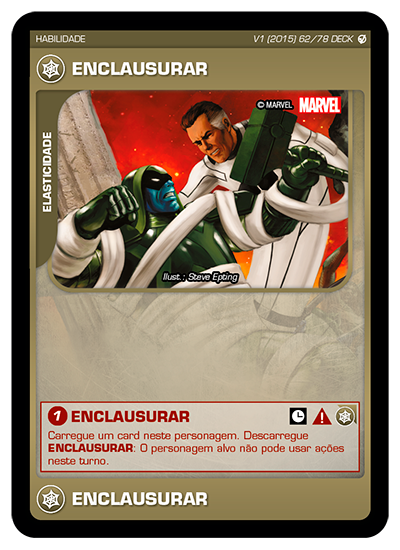 HABILIDADE
V1 (2015) 62/78 DECK
ENCLAUSURAR
ELASTICIDADE
© MARVEL MARVEL
Illust.: Steve Epting
1 ENCLAUSURAR
Carregue um card neste personagem. Descarregue
ENCLAUSURAR: O personagem alvo não pode usar ações
neste turno.
ENCLAUSURAR